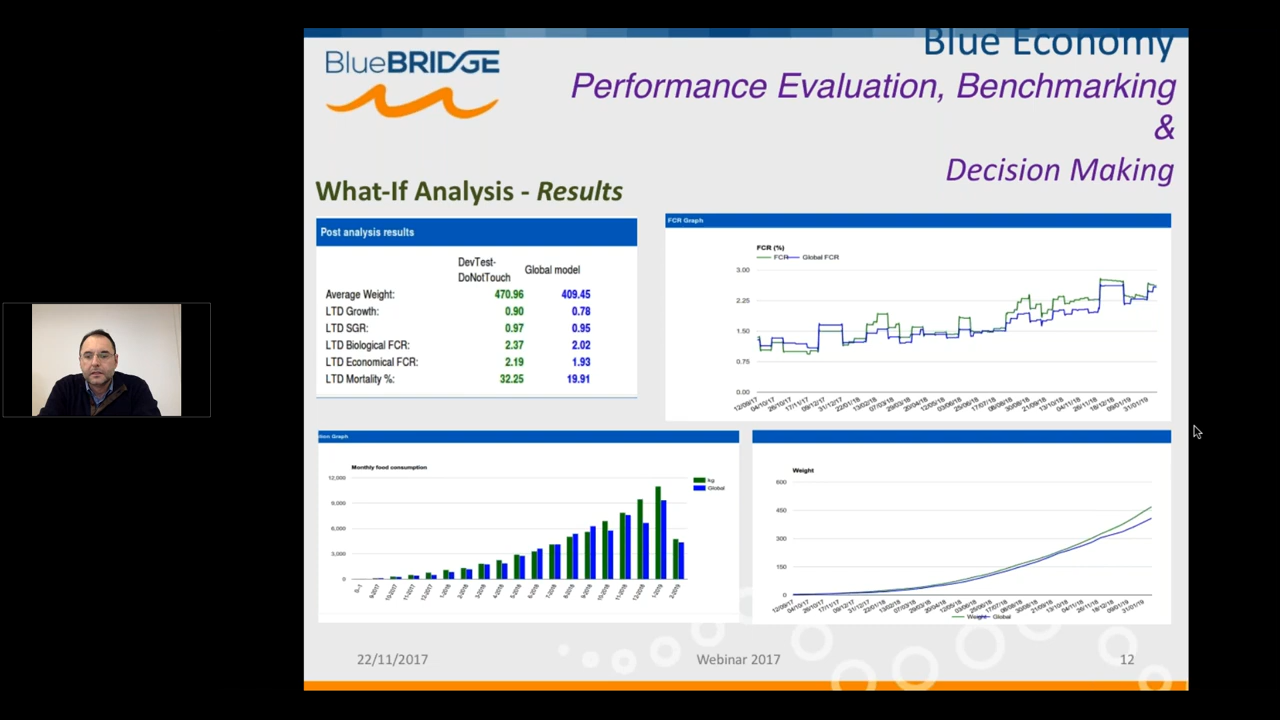 BlueBRIDGE
Blue Economy
Performance Evaluation, Benchmarking
&
Decision Making
What-If Analysis - Results
Post analysis results
DevTest-
DoNotTouch Global model
Average Weight: 470.96 409.45
LTD Growth: 0.90 0.78
LTD SGR: 0.97 0.95
LTD Biological FCR: 2.37 2.02
LTD Economical FCR: 2.19 1.93
LTD Mortality %: 32.25 19.91
FCR Graph
FCR (%)
FCR Global FCR
3.00
2.25
1.50
0.75
0.00
Graph
Monthly food consumption
12,000
9,000
6,000
3,000
0
kg
Global
Weight
600
450
300
150
0
Weight Global
22/11/2017 Webinar 2017 12